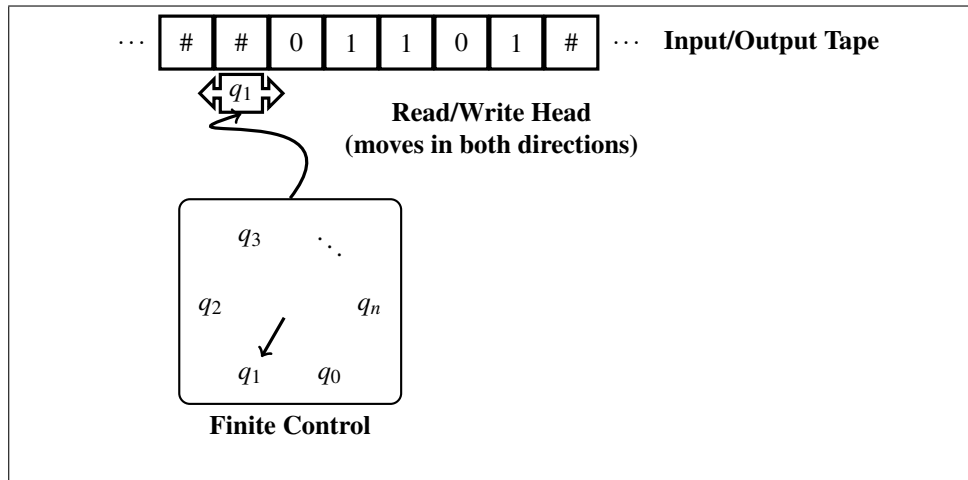 ··· # # 0 1 1 0 1 # ··· Input/Output Tape
q₁
Read/Write Head
(moves in both directions)
q₃ ⋱
q₂ qₙ
q₁ q₀
Finite Control